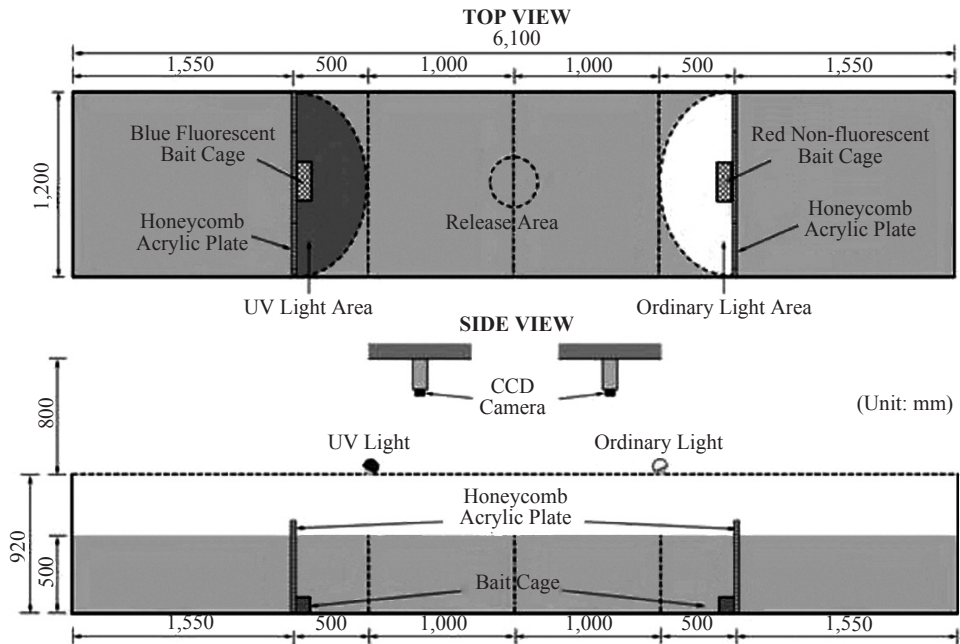 TOP VIEW
6,100
1,550 500 1,000 1,000 500 1,550
1,200
Blue Fluorescent
Bait Cage
Red Non-fluorescent
Bait Cage
Honeycomb
Acrylic Plate
Release Area
Honeycomb
Acrylic Plate
UV Light Area
Ordinary Light Area
SIDE VIEW
800
CCD
Camera
(Unit: mm)
UV Light
Ordinary Light
Honeycomb
Acrylic Plate
920
500
Bait Cage
1,550 500 1,000 1,000 500 1,550